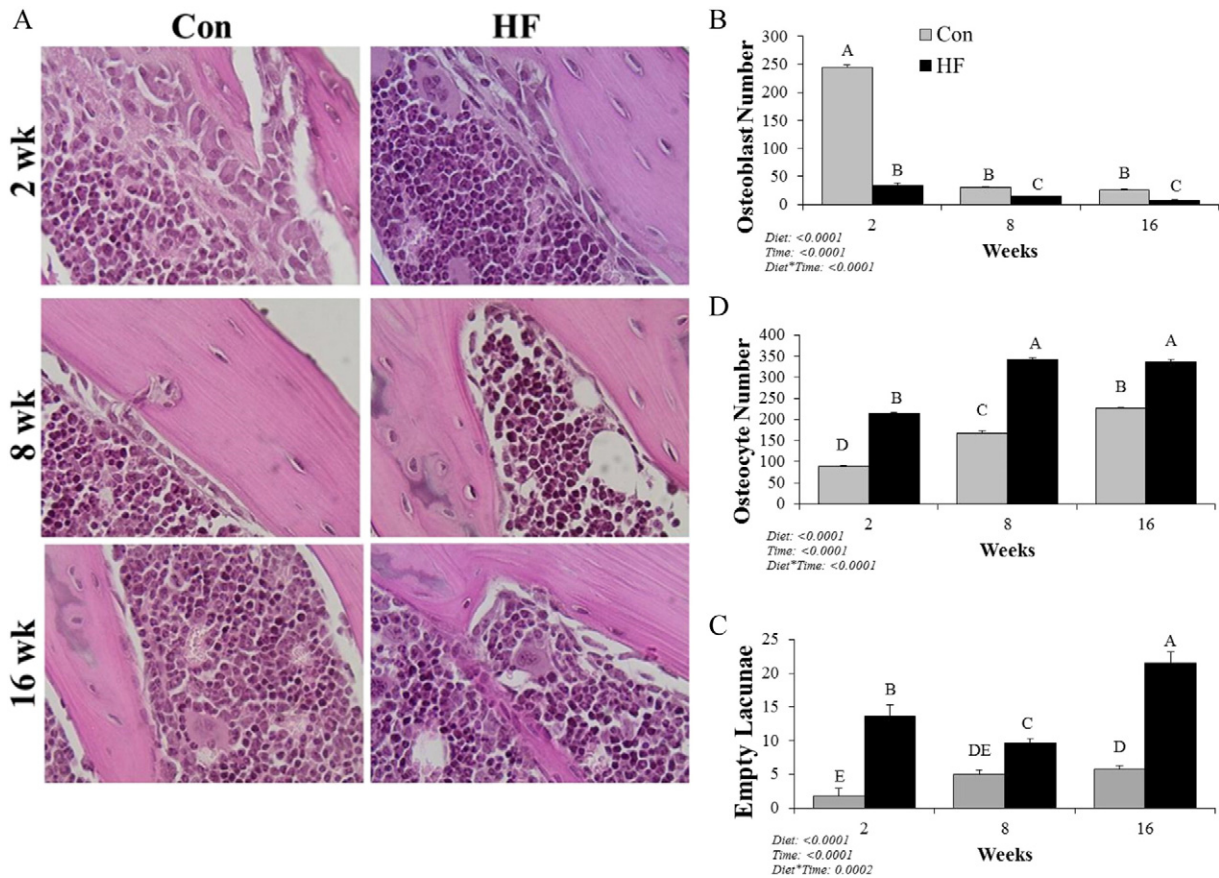 A
Con
HF
2 wk
8 wk
16 wk
B
Osteoblast Number
300
250
200
150
100
50
0
Con
HF
A
B
B
C
B
C
2
8
16
Weeks
Diet: <0.0001
Time: <0.0001
Diet*Time: <0.0001
D
Osteocyte Number
400
350
300
250
200
150
100
50
0
D
B
C
A
B
A
2
8
16
Weeks
Diet: <0.0001
Time: <0.0001
Diet*Time: <0.0001
C
Empty Lacunae
25
20
15
10
5
0
E
B
DE
C
D
A
2
8
16
Weeks
Diet: <0.0001
Time: <0.0001
Diet*Time: 0.0002